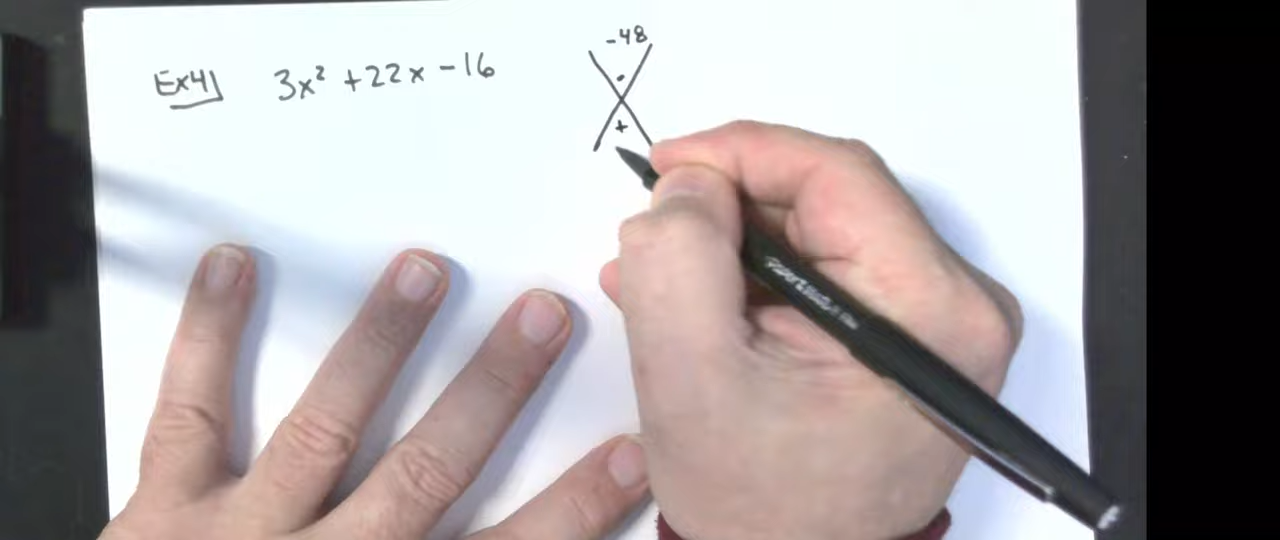 Ex4) 3x² +22x -16
-48
·
+